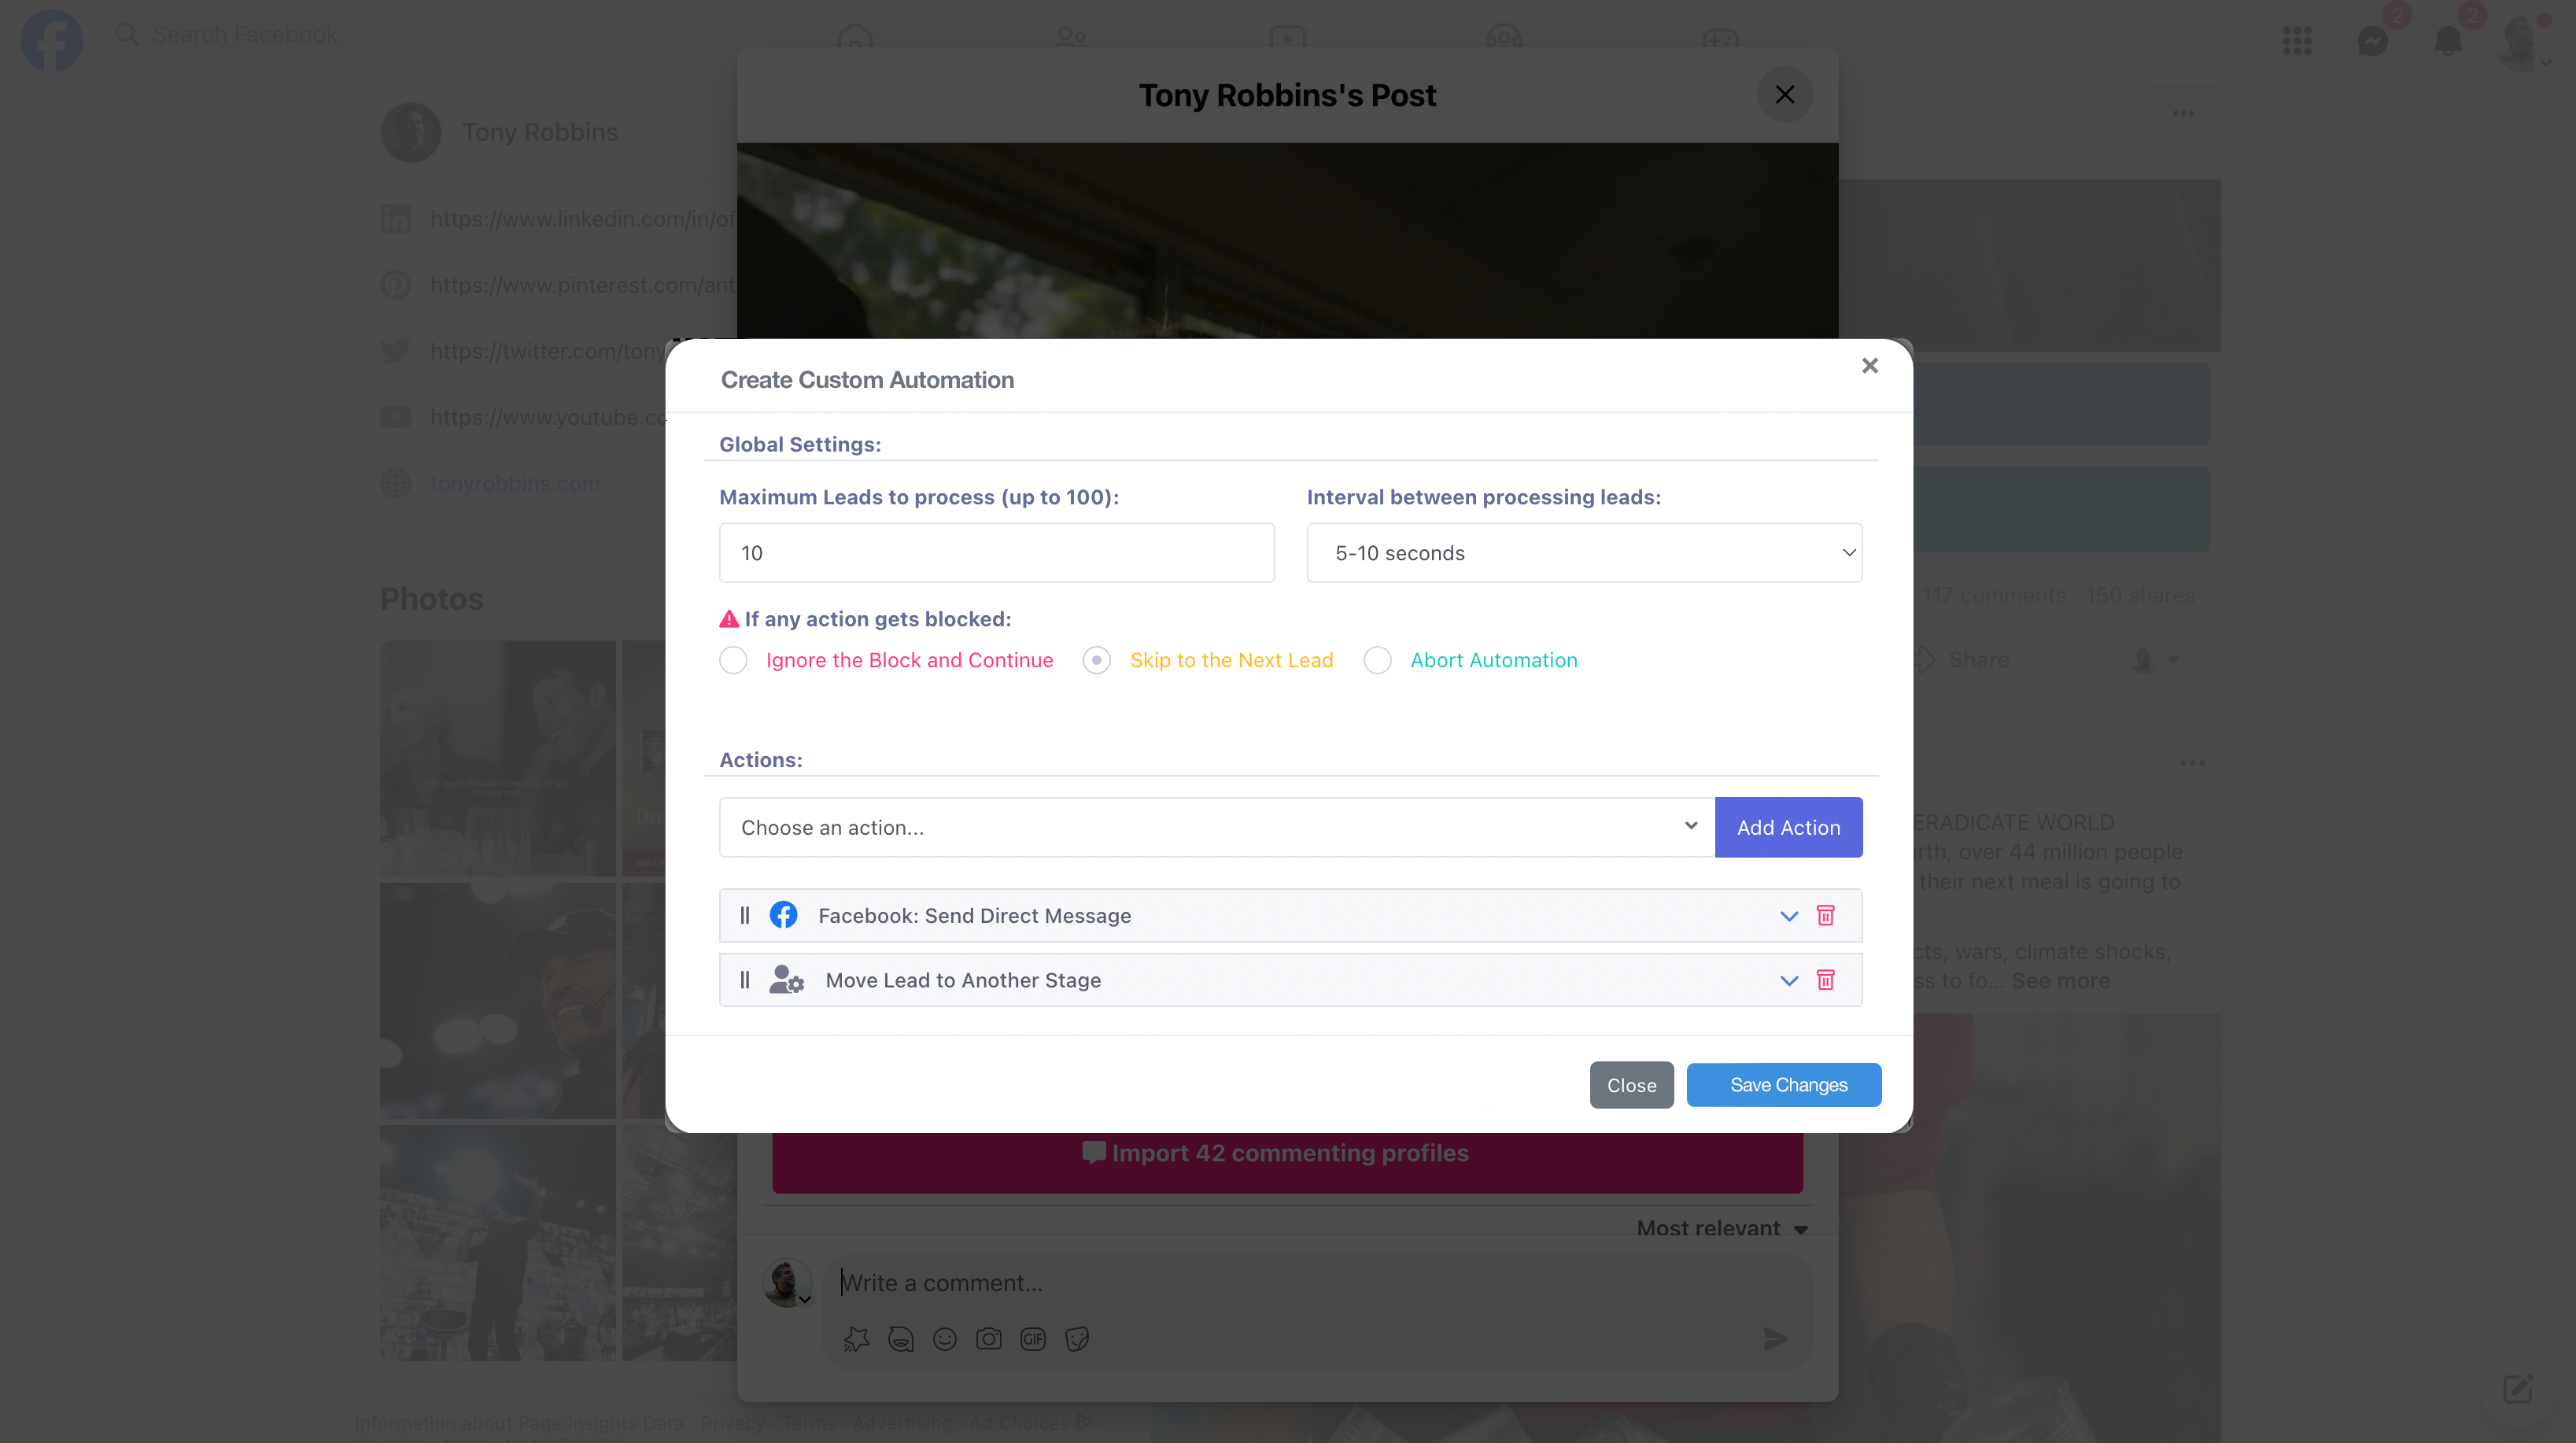 Search Facebook
2
2
Tony Robbins's Post
Tony Robbins
https://www.linkedin.com/in/of
https://www.pinterest.com/ant
https://twitter.com/tony
https://www.youtube.co
tonyrobbins.com
Photos
Create Custom Automation
Global Settings:
Maximum Leads to process (up to 100):
Interval between processing leads:
10
5-10 seconds
If any action gets blocked:
Ignore the Block and Continue
Skip to the Next Lead
Abort Automation
Actions:
Choose an action...
Add Action
Facebook: Send Direct Message
Move Lead to Another Stage
Close
Save Changes
117 comments 150 shares
Share
ERADICATE WORLD
rth, over 44 million people
their next meal is going to
cts, wars, climate shocks,
ss to fo... See more
Import 42 commenting profiles
Most relevant
Write a comment...
GIF
Information about Page Insights Data · Privacy · Terms · Advertising · Ad Choices